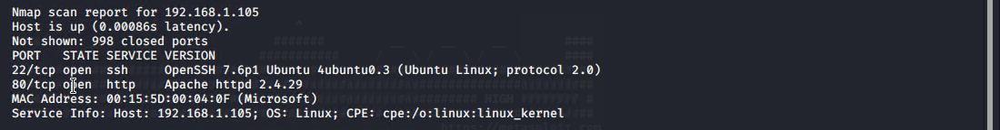 Nmap scan report for 192.168.1.105
Host is up (0.00086s latency).
Not shown: 998 closed ports
PORT   STATE SERVICE VERSION
22/tcp open  ssh     OpenSSH 7.6p1 Ubuntu 4ubuntu0.3 (Ubuntu Linux; protocol 2.0)
80/tcp open  http    Apache httpd 2.4.29
MAC Address: 00:15:5D:00:04:0F (Microsoft)
Service Info: Host: 192.168.1.105; OS: Linux; CPE: cpe:/o:linux:linux_kernel